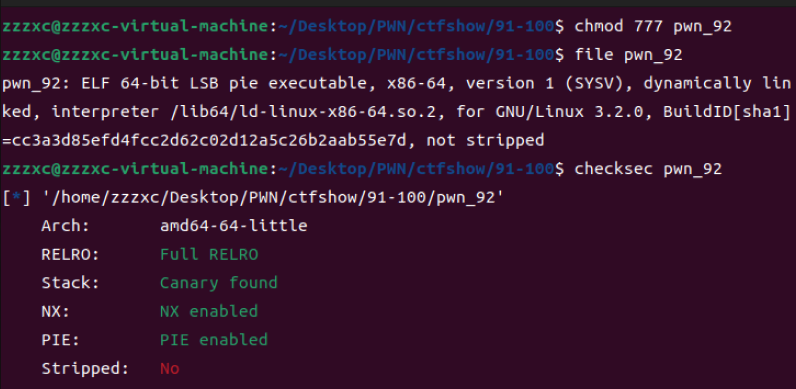 zzzxc@zzzxc-virtual-machine:~/Desktop/PWN/ctfshow/91-100$ chmod 777 pwn_92
zzzxc@zzzxc-virtual-machine:~/Desktop/PWN/ctfshow/91-100$ file pwn_92
pwn_92: ELF 64-bit LSB pie executable, x86-64, version 1 (SYSV), dynamically lin
ked, interpreter /lib64/ld-linux-x86-64.so.2, for GNU/Linux 3.2.0, BuildID[sha1]
=cc3a3d85efd4fcc2d62c02d12a5c26b2aab55e7d, not stripped
zzzxc@zzzxc-virtual-machine:~/Desktop/PWN/ctfshow/91-100$ checksec pwn_92
[*] '/home/zzzxc/Desktop/PWN/ctfshow/91-100/pwn_92'
    Arch:       amd64-64-little
    RELRO:      Full RELRO
    Stack:      Canary found
    NX:         NX enabled
    PIE:        PIE enabled
    Stripped:   No